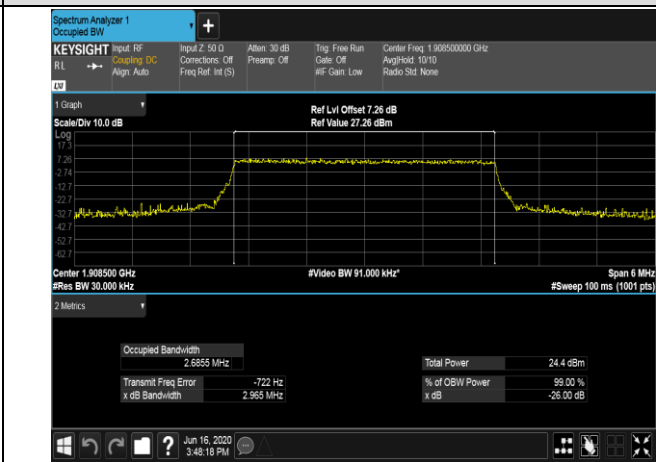 Spectrum Analyzer 1
Occupied BW
+
KEYSIGHT Input: RF Input Z: 50 Ω Atten: 30 dB Trig: Free Run Center Freq: 1.908500000 GHz
RL Coupling: DC Corrections: Off Preamp: Off Gate: Off Avg|Hold: 10/10
Align: Auto Freq Ref: Int (S) #IF Gain: Low Radio Std: None
LXI
1 Graph
Ref Lvl Offset 7.26 dB
Scale/Div 10.0 dB Ref Value 27.26 dBm
Log
17.3
7.26
-2.74
-12.7
-22.7
-32.7
-42.7
-52.7
-62.7
Center 1.908500 GHz #Video BW 91.000 kHz* Span 6 MHz
#Res BW 30.000 kHz #Sweep 100 ms (1001 pts)
2 Metrics
Occupied Bandwidth
2.6855 MHz Total Power 24.4 dBm
Transmit Freq Error -722 Hz % of OBW Power 99.00 %
x dB Bandwidth 2.965 MHz x dB -26.00 dB
? Jun 16, 2020
3:48:18 PM